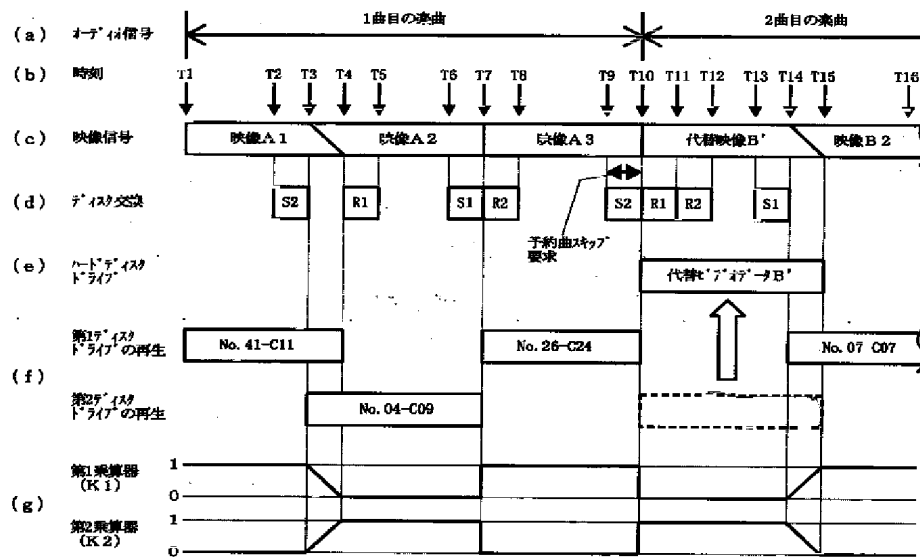 1曲目の楽曲 2曲目の楽曲
(a) オーディオ信号
(b) 時刻 T1 T2 T3 T4 T5 T6 T7 T8 T9 T10 T11 T12 T13 T14 T15 T16
(c) 映像信号 映像A1 映像A2 映像A3 代替映像B' 映像B2
(d) ディスク交換 S2 R1 S1 R2 S2 R1 R2 S1
予約曲スキップ
要求
(e) ハードディスク
ドライブ 代替ビデオデータB'
第1ディスク
ドライブの再生 No.41-C11 No.26-C24 No.07 C07
(f)
第2ディスク
ドライブの再生 No.04-C09
第1乗算器
(K1) 1 0
(g)
第2乗算器
(K2) 1 0